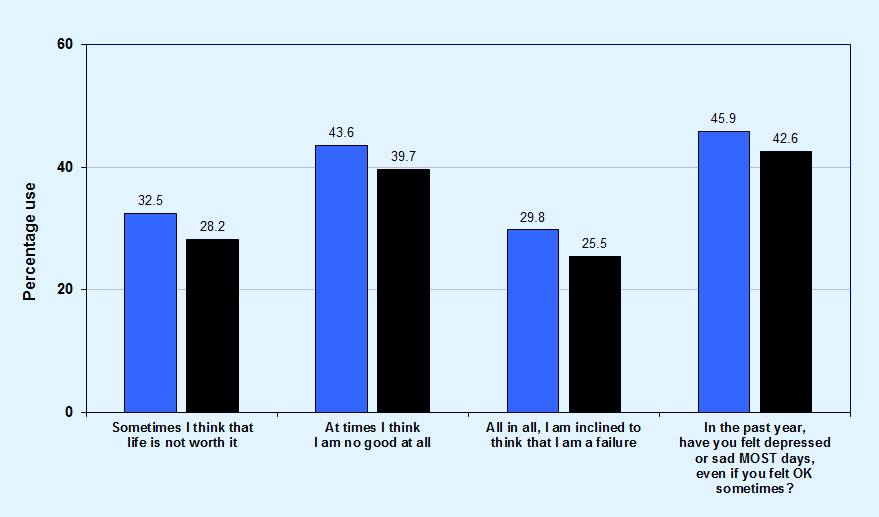 60
40
20
0
Percentage use
32.5
28.2
43.6
39.7
29.8
25.5
45.9
42.6
Sometimes I think that
life is not worth it
At times I think
I am no good at all
All in all, I am inclined to
think that I am a failure
In the past year,
have you felt depressed
or sad MOST days,
even if you felt OK
sometimes?